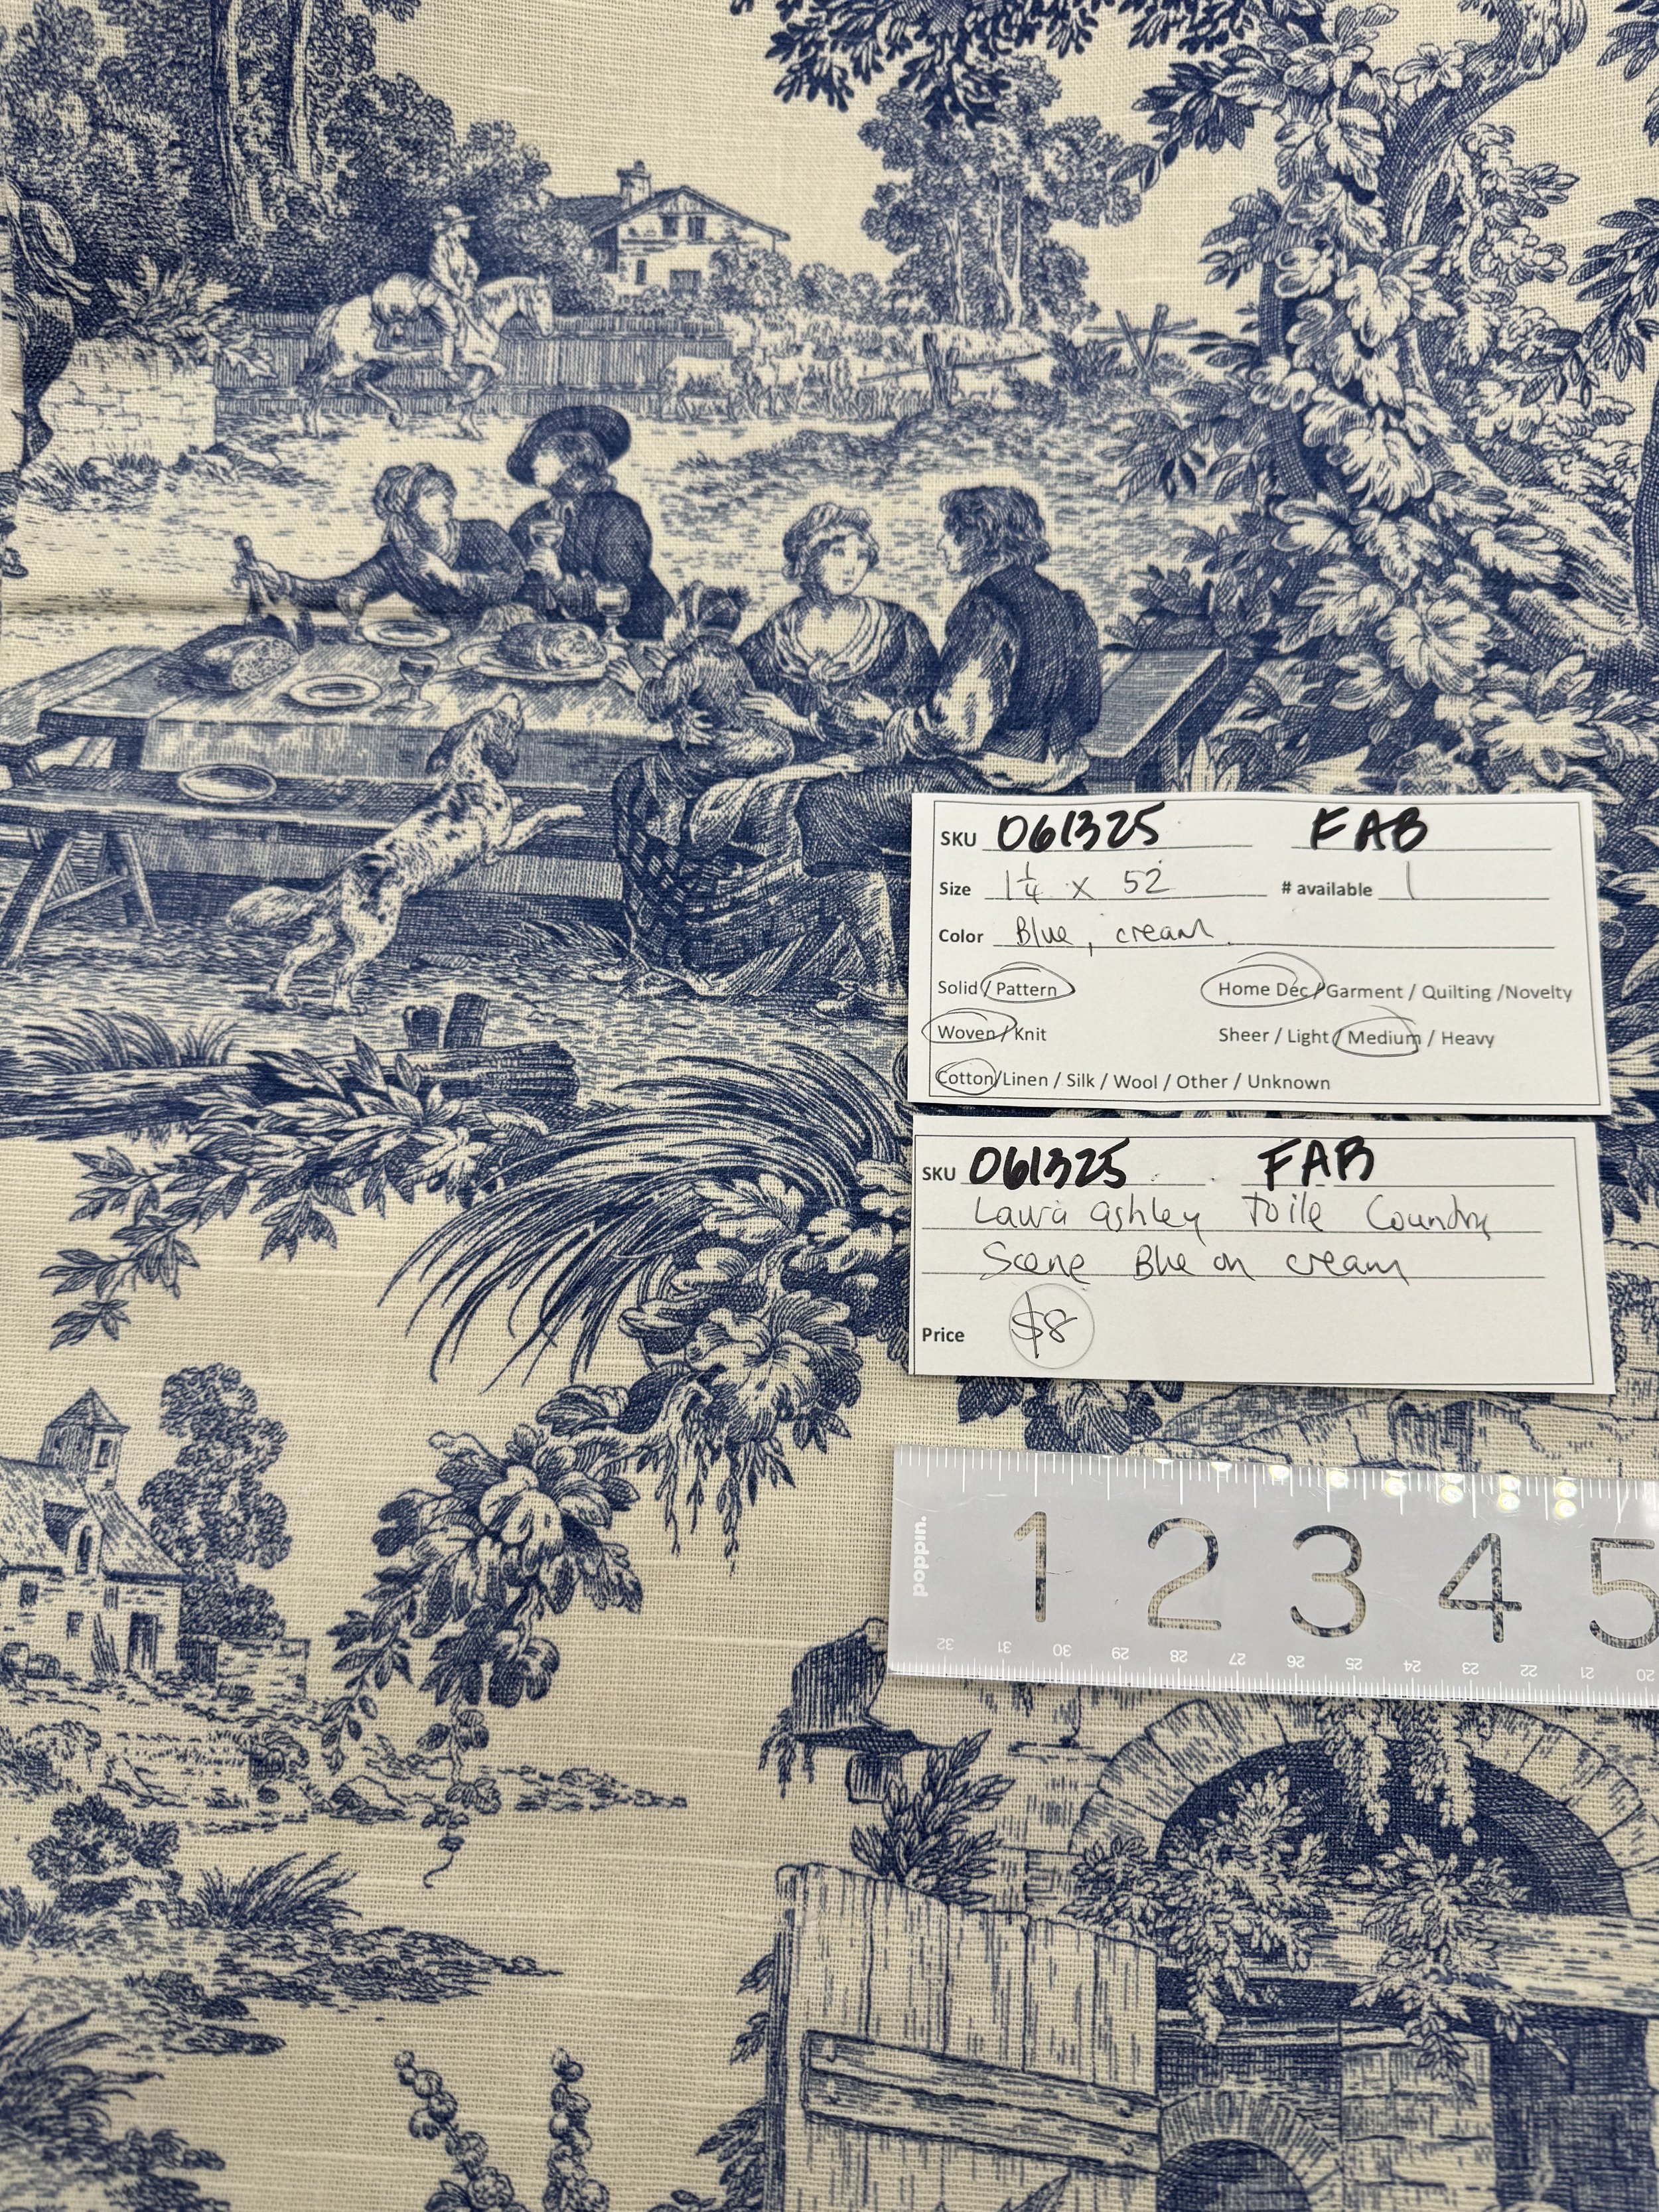 SKU 061325 FAB
Size 1 1/4 x 52 # available 1
Color Blue, cream
Solid / Pattern Home Dec / Garment / Quilting /Novelty
Woven / Knit Sheer / Light / Medium / Heavy
Cotton/Linen / Silk / Wool / Other / Unknown
SKU 061325 FAB
Laura Ashley Toile Country
Scene Blue on cream
Price $8
poppin.
1 2 3 4 5
32 31 30 29 28 27 26 25 24 23 22 21 20